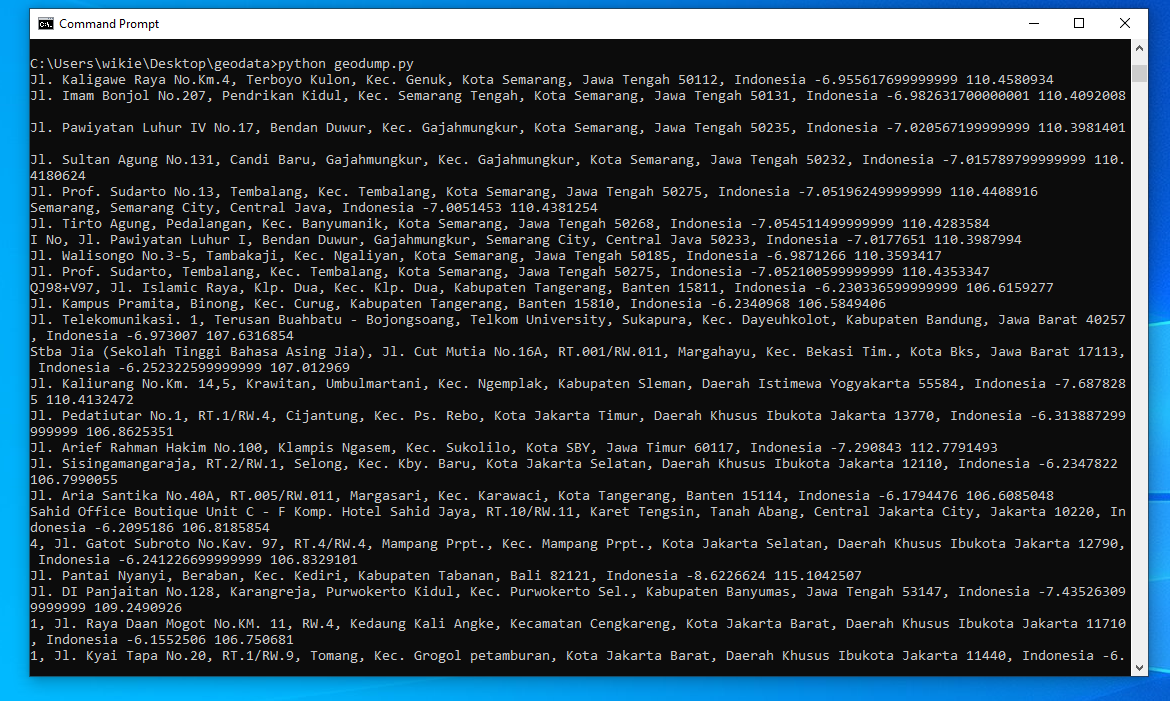 Command Prompt
C:\Users\wikie\Desktop\geodata>python geodump.py
Jl. Kaligawe Raya No.Km.4, Terboyo Kulon, Kec. Genuk, Kota Semarang, Jawa Tengah 50112, Indonesia -6.955617699999999 110.4580934
Jl. Imam Bonjol No.207, Pendrikan Kidul, Kec. Semarang Tengah, Kota Semarang, Jawa Tengah 50131, Indonesia -6.982631700000001 110.4092008
Jl. Pawiyatan Luhur IV No.17, Bendan Duwur, Kec. Gajahmungkur, Kota Semarang, Jawa Tengah 50235, Indonesia -7.020567199999999 110.3981401
Jl. Sultan Agung No.131, Candi Baru, Gajahmungkur, Kec. Gajahmungkur, Kota Semarang, Jawa Tengah 50232, Indonesia -7.015789799999999 110.
4180624
Jl. Prof. Sudarto No.13, Tembalang, Kec. Tembalang, Kota Semarang, Jawa Tengah 50275, Indonesia -7.051962499999999 110.4408916
Semarang, Semarang City, Central Java, Indonesia -7.0051453 110.4381254
Jl. Tirto Agung, Pedalangan, Kec. Banyumanik, Kota Semarang, Jawa Tengah 50268, Indonesia -7.054511499999999 110.4283584
I No, Jl. Pawiyatan Luhur I, Bendan Duwur, Gajahmungkur, Semarang City, Central Java 50233, Indonesia -7.0177651 110.3987994
Jl. Walisongo No.3-5, Tambakaji, Kec. Ngaliyan, Kota Semarang, Jawa Tengah 50185, Indonesia -6.9871266 110.3593417
Jl. Prof. Sudarto, Tembalang, Kec. Tembalang, Kota Semarang, Jawa Tengah 50275, Indonesia -7.052100599999999 110.4353347
QJ98+V97, Jl. Islamic Raya, Klp. Dua, Kec. Klp. Dua, Kabupaten Tangerang, Banten 15811, Indonesia -6.230336599999999 106.6159277
Jl. Kampus Pramita, Binong, Kec. Curug, Kabupaten Tangerang, Banten 15810, Indonesia -6.2340968 106.5849406
Jl. Telekomunikasi. 1, Terusan Buahbatu - Bojongsoang, Telkom University, Sukapura, Kec. Dayeuhkolot, Kabupaten Bandung, Jawa Barat 40257
, Indonesia -6.973007 107.6316854
Stba Jia (Sekolah Tinggi Bahasa Asing Jia), Jl. Cut Mutia No.16A, RT.001/RW.011, Margahayu, Kec. Bekasi Tim., Kota Bks, Jawa Barat 17113,
Indonesia -6.252322599999999 107.012969
Jl. Kaliurang No.Km. 14,5, Krawitan, Umbulmartani, Kec. Ngemplak, Kabupaten Sleman, Daerah Istimewa Yogyakarta 55584, Indonesia -7.687828
5 110.4132472
Jl. Pedatiutar No.1, RT.1/RW.4, Cijantung, Kec. Ps. Rebo, Kota Jakarta Timur, Daerah Khusus Ibukota Jakarta 13770, Indonesia -6.313887299
999999 106.8625351
Jl. Arief Rahman Hakim No.100, Klampis Ngasem, Kec. Sukolilo, Kota SBY, Jawa Timur 60117, Indonesia -7.290843 112.7791493
Jl. Sisingamangaraja, RT.2/RW.1, Selong, Kec. Kby. Baru, Kota Jakarta Selatan, Daerah Khusus Ibukota Jakarta 12110, Indonesia -6.2347822
106.7990055
Jl. Aria Santika No.40A, RT.005/RW.011, Margasari, Kec. Karawaci, Kota Tangerang, Banten 15114, Indonesia -6.1794476 106.6085048
Sahid Office Boutique Unit C - F Komp. Hotel Sahid Jaya, RT.10/RW.11, Karet Tengsin, Tanah Abang, Central Jakarta City, Jakarta 10220, In
donesia -6.2095186 106.8185854
4, Jl. Gatot Subroto No.Kav. 97, RT.4/RW.4, Mampang Prpt., Kec. Mampang Prpt., Kota Jakarta Selatan, Daerah Khusus Ibukota Jakarta 12790,
Indonesia -6.241226699999999 106.8329101
Jl. Pantai Nyanyi, Beraban, Kec. Kediri, Kabupaten Tabanan, Bali 82121, Indonesia -8.6226624 115.1042507
Jl. DI Panjaitan No.128, Karangreja, Purwokerto Kidul, Kec. Purwokerto Sel., Kabupaten Banyumas, Jawa Tengah 53147, Indonesia -7.43526309
9999999 109.2490926
1, Jl. Raya Daan Mogot No.KM. 11, RW.4, Kedaung Kali Angke, Kecamatan Cengkareng, Kota Jakarta Barat, Daerah Khusus Ibukota Jakarta 11710
, Indonesia -6.1552506 106.750681
1, Jl. Kyai Tapa No.20, RT.1/RW.9, Tomang, Kec. Grogol petamburan, Kota Jakarta Barat, Daerah Khusus Ibukota Jakarta 11440, Indonesia -6.